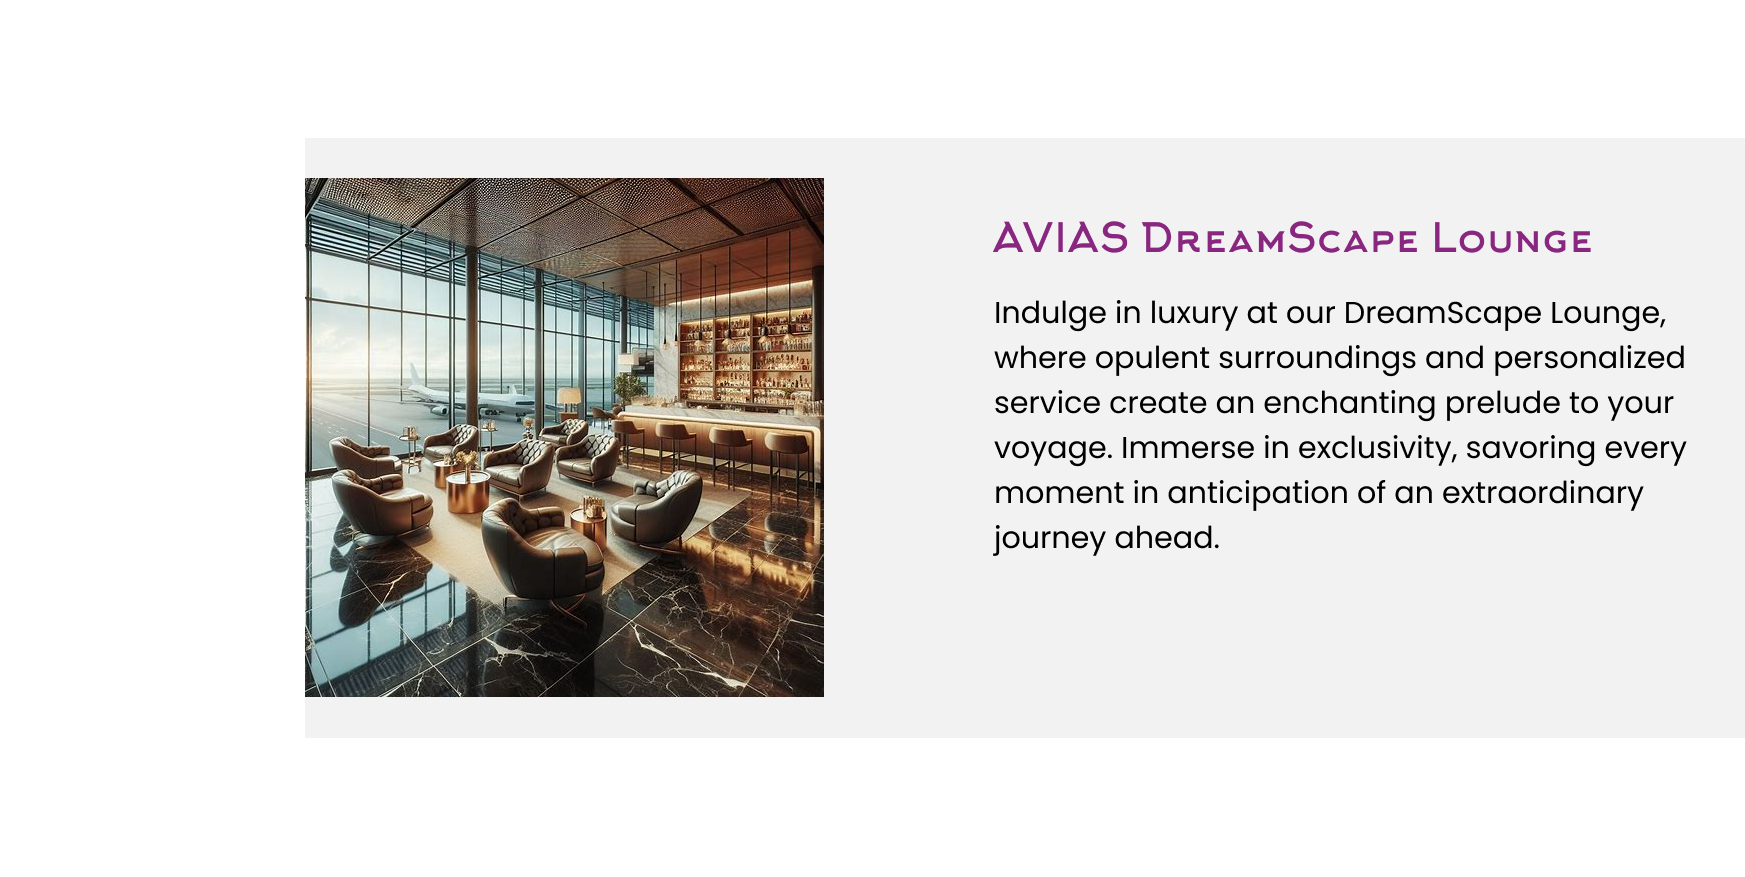 AVIAS DreamScape Lounge
Indulge in luxury at our DreamScape Lounge,
where opulent surroundings and personalized
service create an enchanting prelude to your
voyage. Immerse in exclusivity, savoring every
moment in anticipation of an extraordinary
journey ahead.